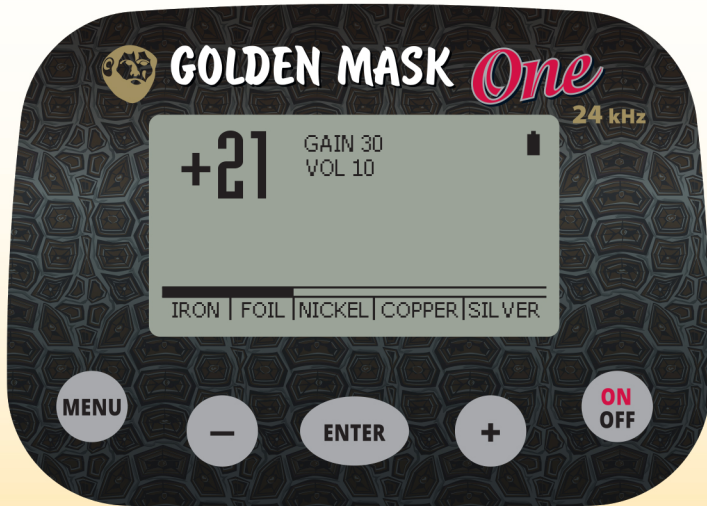 GOLDEN MASK One
24 kHz
+21
GAIN 30
VOL 10
IRON | FOIL | NICKEL | COPPER | SILVER
MENU
−
ENTER
+
ON
OFF